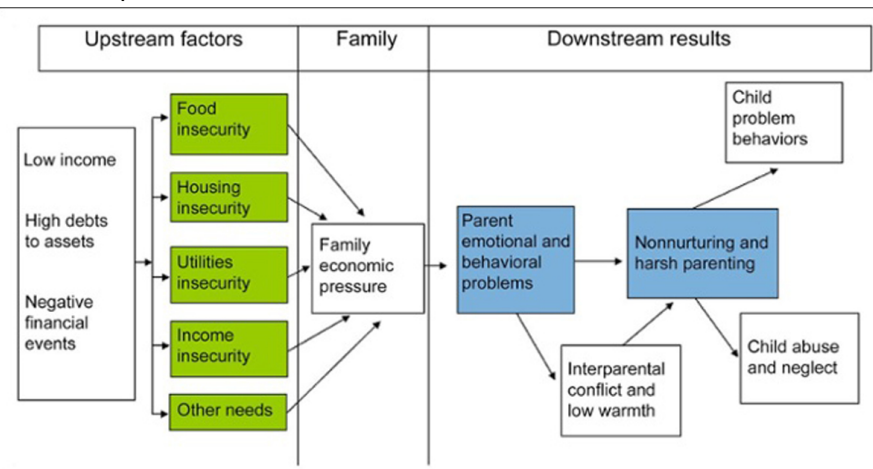 Upstream factors
Family
Downstream results
Low income
High debts
to assets
Negative
financial
events
Food
insecurity
Housing
insecurity
Utilities
insecurity
Income
insecurity
Other needs
Family
economic
pressure
Parent
emotional and
behavioral
problems
Interparental
conflict and
low warmth
Nonnurturing and
harsh parenting
Child
problem
behaviors
Child abuse
and neglect